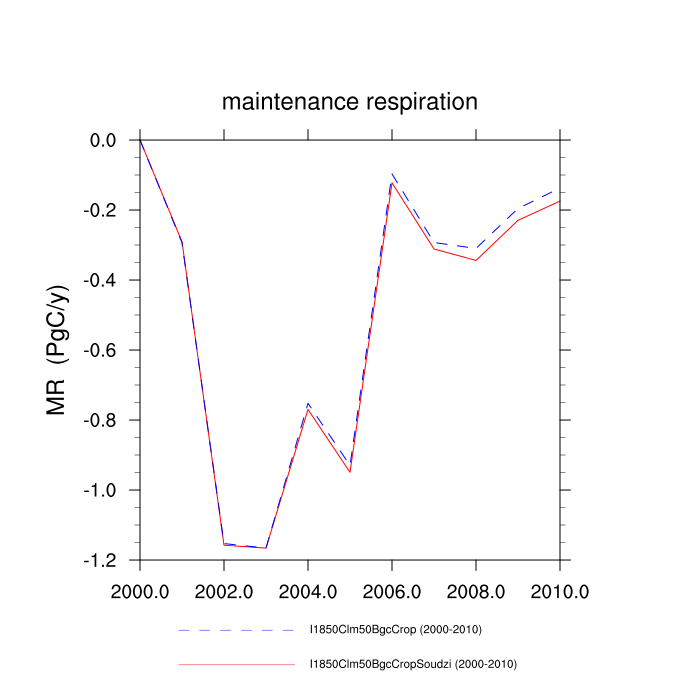 maintenance respiration
0.0
-0.2
-0.4
-0.6
-0.8
-1.0
-1.2
MR (PgC/y)
2000.0 2002.0 2004.0 2006.0 2008.0 2010.0
I1850Clm50BgcCrop (2000-2010)
I1850Clm50BgcCropSoudzi (2000-2010)